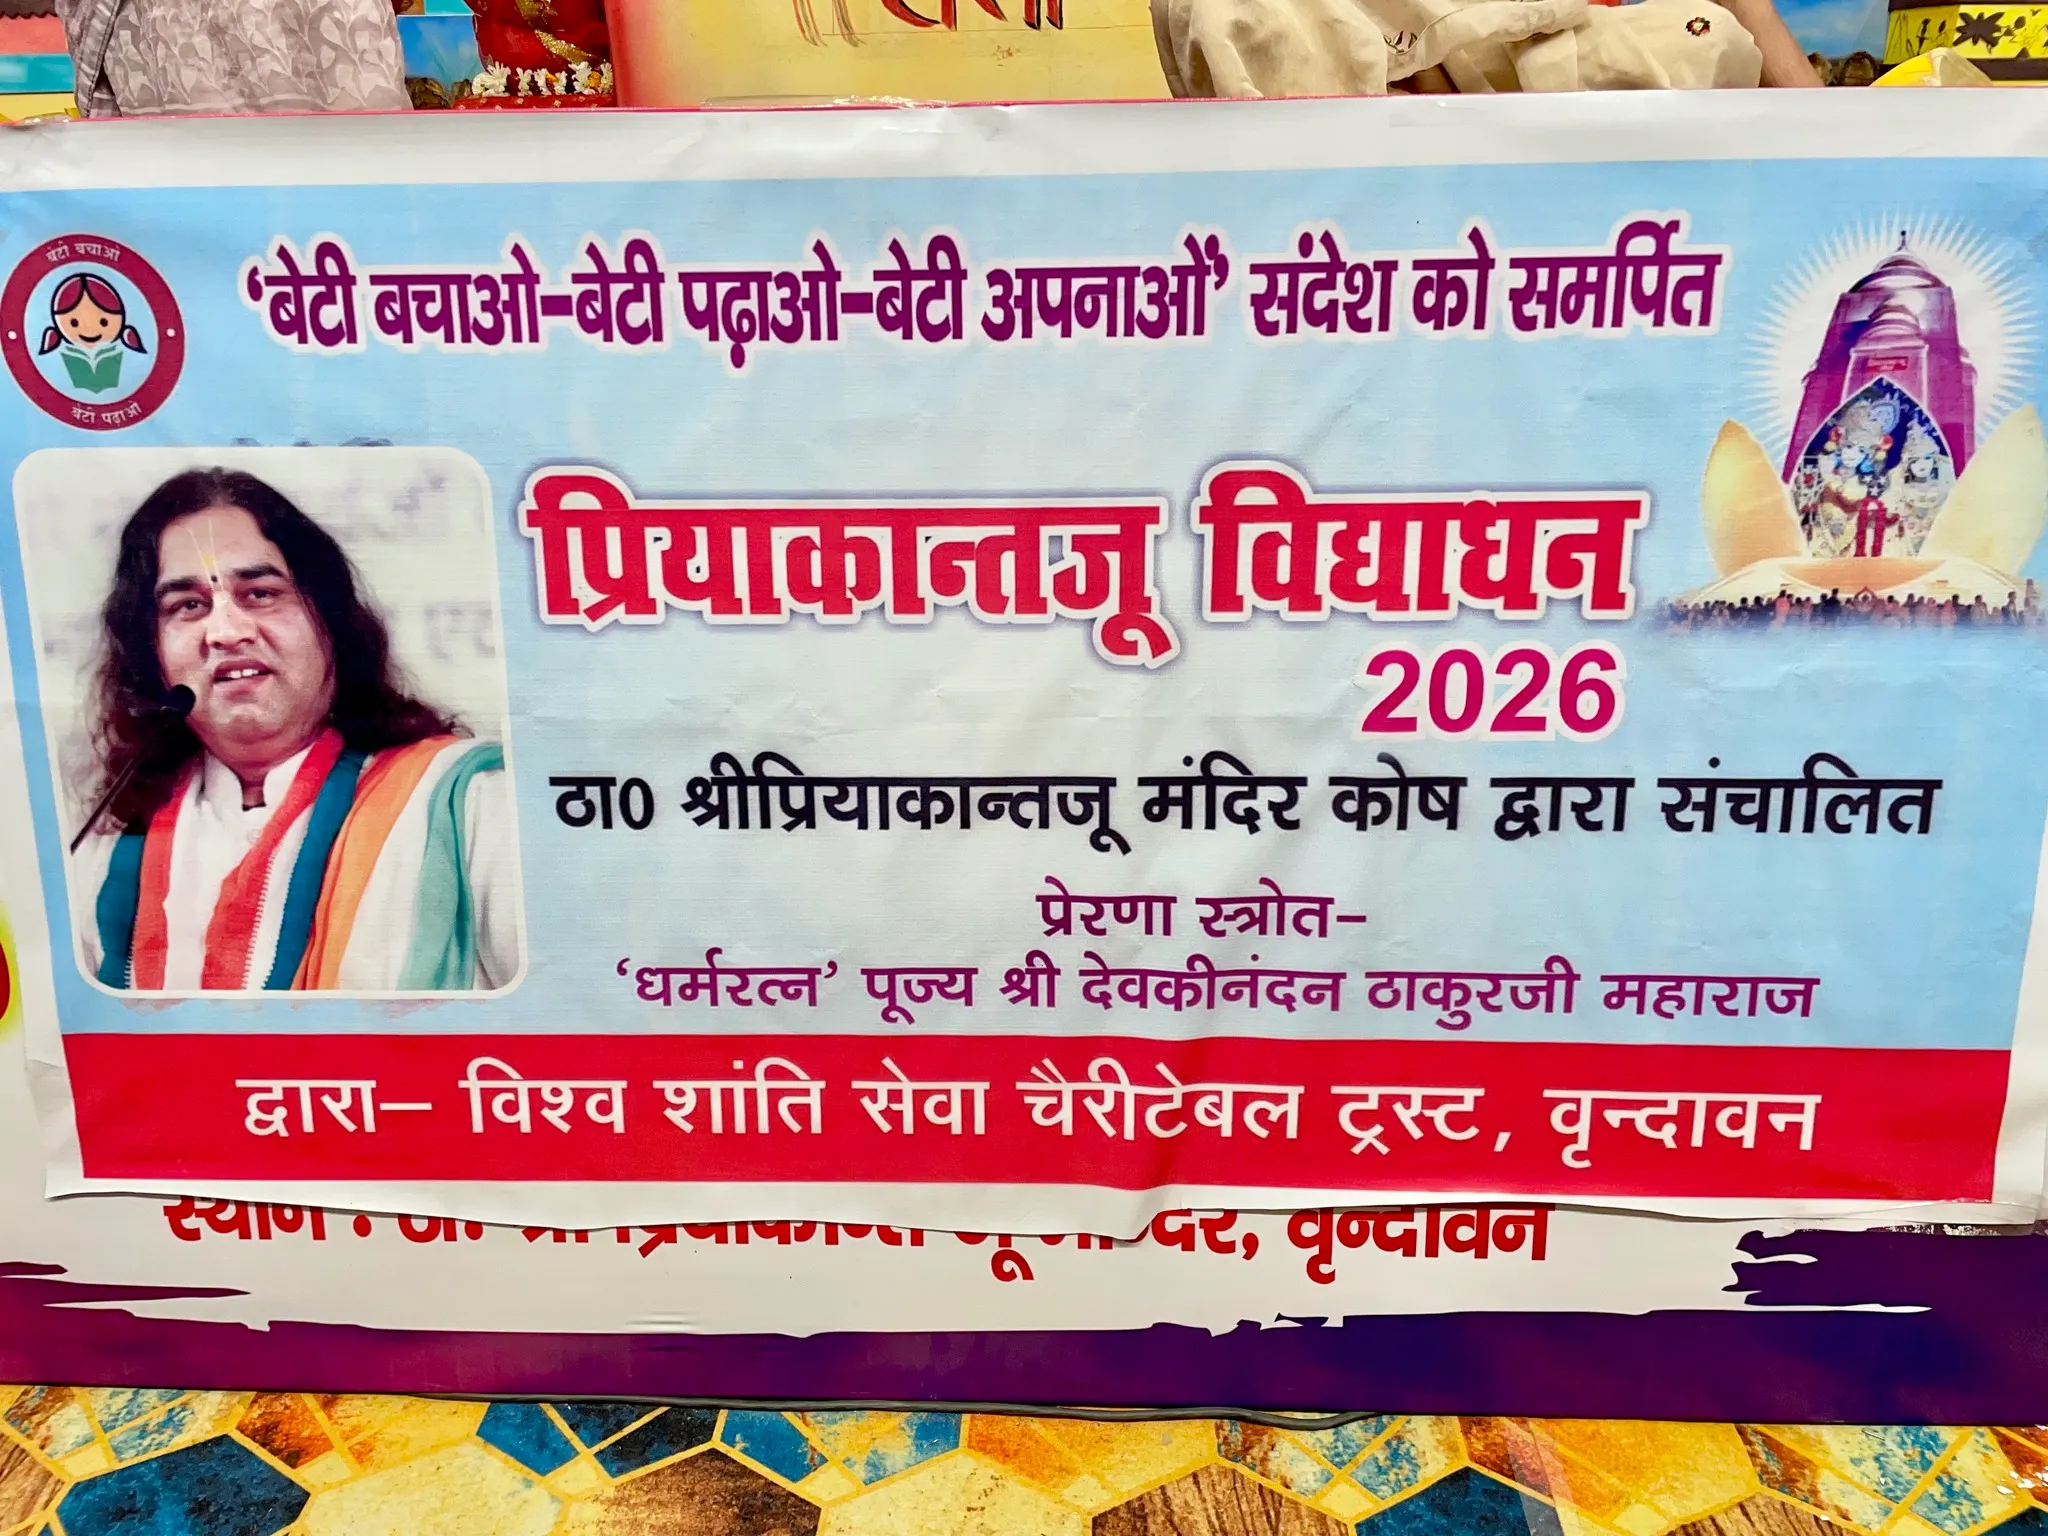 बेटी बचाओ
बेटी पढ़ाओ
‘बेटी बचाओ-बेटी पढ़ाओ-बेटी अपनाओं’ संदेश को समर्पित
प्रियाकान्तजू विद्याधन
2026
ठा0 श्रीप्रियाकान्तजू मंदिर कोष द्वारा संचालित
प्रेरणा स्त्रोत-
‘धर्मरत्न’ पूज्य श्री देवकीनंदन ठाकुरजी महाराज
द्वारा– विश्व शांति सेवा चैरीटेबल ट्रस्ट, वृन्दावन
स्थान : ठा. श्री प्रियाकान्त जू मन्दिर, वृन्दावन